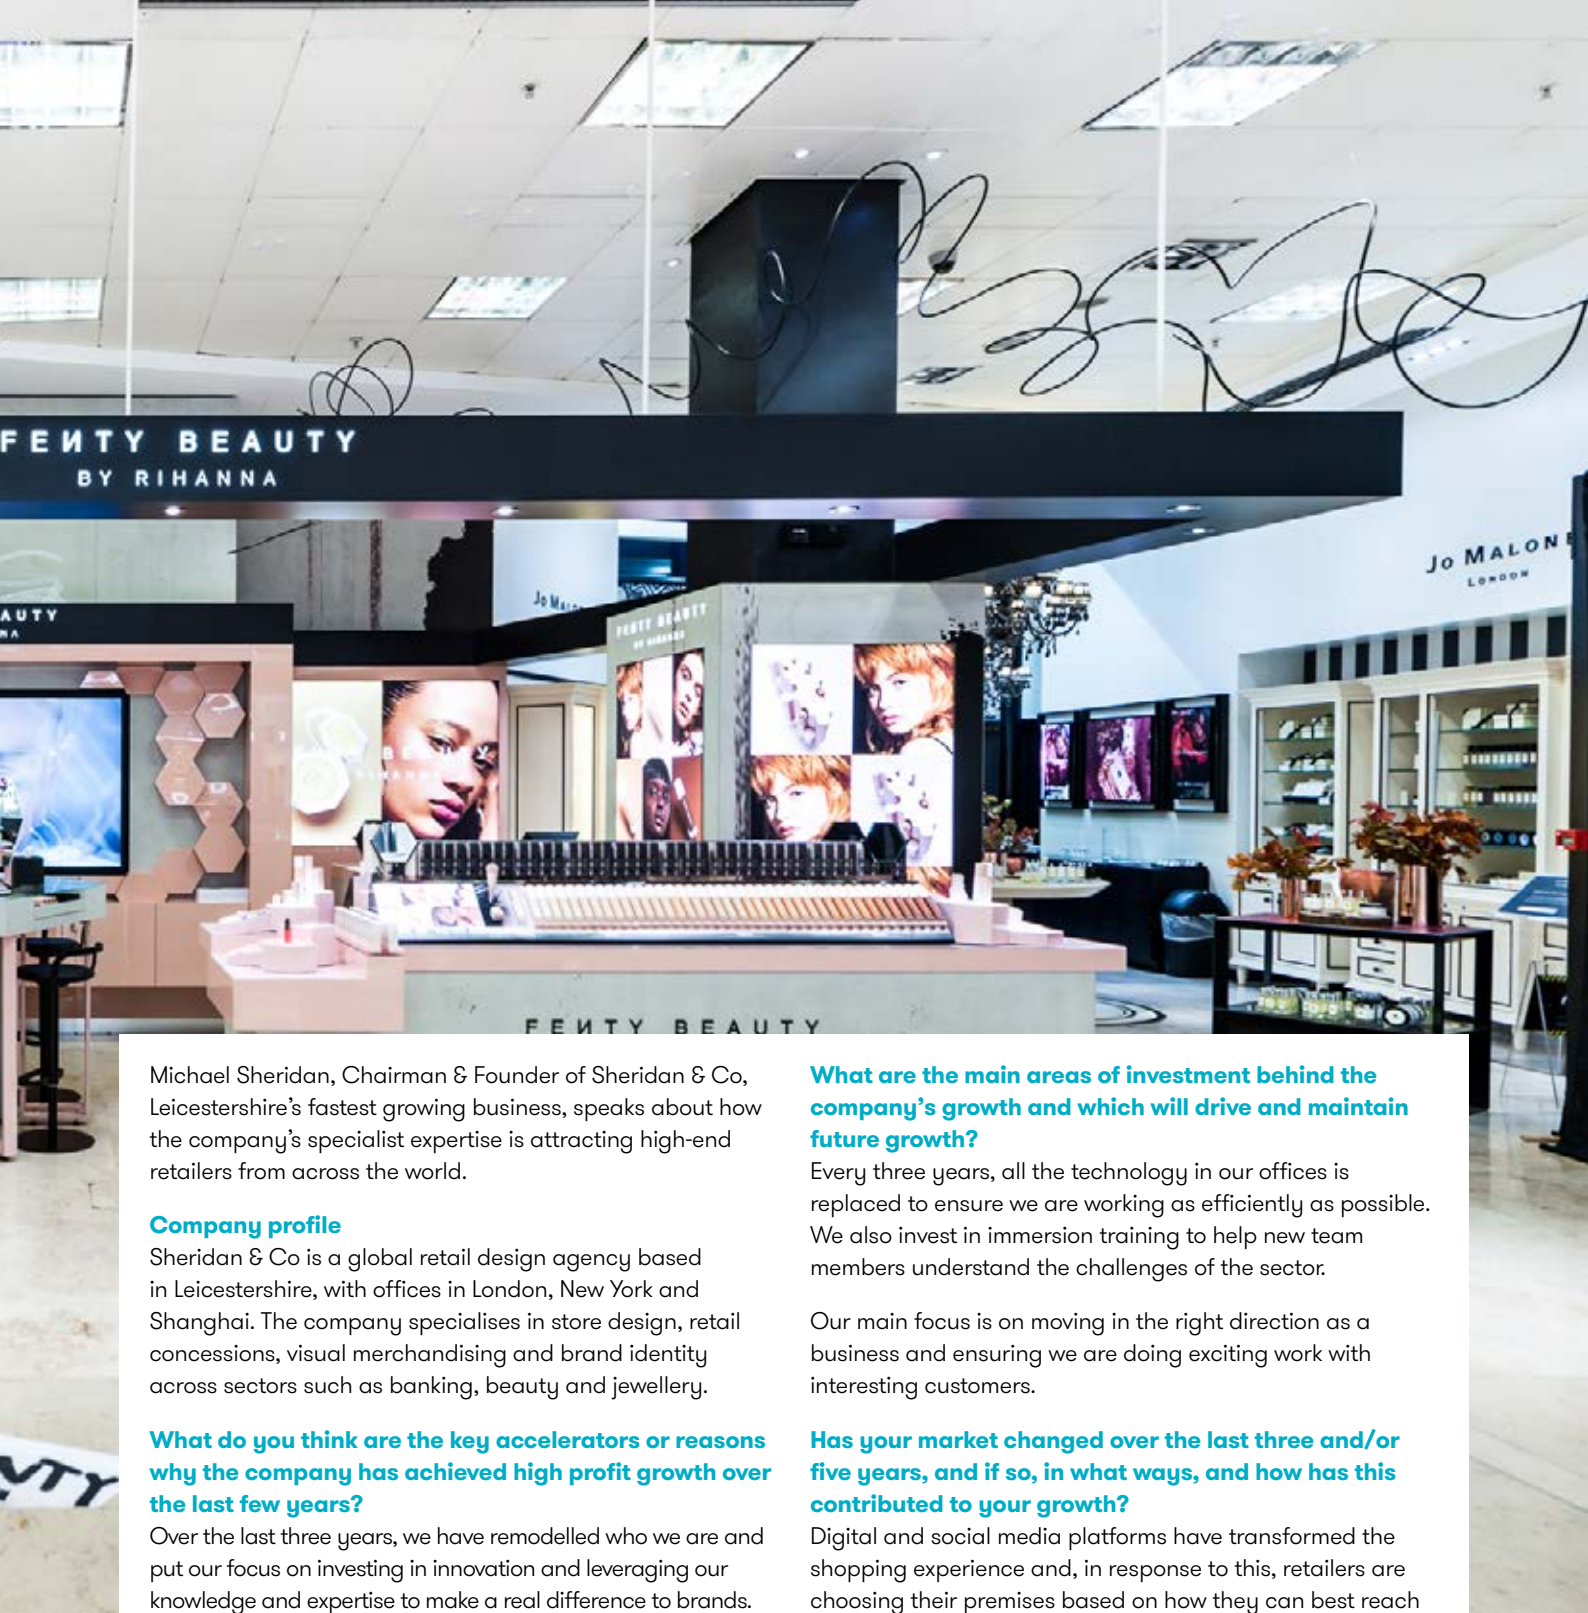 FEИTY BEAUTY
BY RIHANNA
JO MALONE
LONDON
AUTY
NA
JO MALO
FENTY BEAUTY
BY RIHANNA
FEИTY BEAUTY
NTY
Michael Sheridan, Chairman & Founder of Sheridan & Co,
Leicestershire’s fastest growing business, speaks about how
the company’s specialist expertise is attracting high-end
retailers from across the world.
Company profile
Sheridan & Co is a global retail design agency based
in Leicestershire, with offices in London, New York and
Shanghai. The company specialises in store design, retail
concessions, visual merchandising and brand identity
across sectors such as banking, beauty and jewellery.
What do you think are the key accelerators or reasons
why the company has achieved high profit growth over
the last few years?
Over the last three years, we have remodelled who we are and
put our focus on investing in innovation and leveraging our
knowledge and expertise to make a real difference to brands.
What are the main areas of investment behind the
company’s growth and which will drive and maintain
future growth?
Every three years, all the technology in our offices is
replaced to ensure we are working as efficiently as possible.
We also invest in immersion training to help new team
members understand the challenges of the sector.
Our main focus is on moving in the right direction as a
business and ensuring we are doing exciting work with
interesting customers.
Has your market changed over the last three and/or
five years, and if so, in what ways, and how has this
contributed to your growth?
Digital and social media platforms have transformed the
shopping experience and, in response to this, retailers are
choosing their premises based on how they can best reach